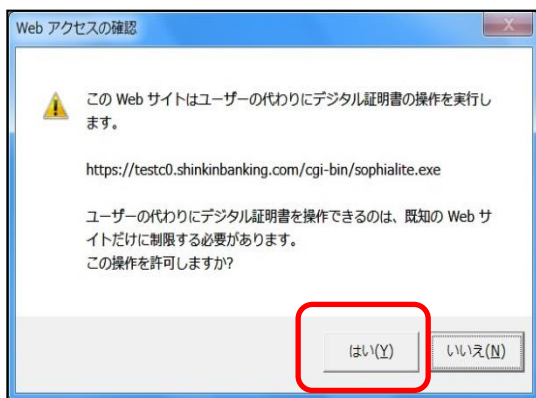 Web アクセスの確認
この Web サイトはユーザーの代わりにデジタル証明書の操作を実行し
ます。
https://testc0.shinkinbanking.com/cgi-bin/sophialite.exe
ユーザーの代わりにデジタル証明書を操作できるのは、既知の Web サ
イトだけに制限する必要があります。
この操作を許可しますか?
はい(Y)
いいえ(N)